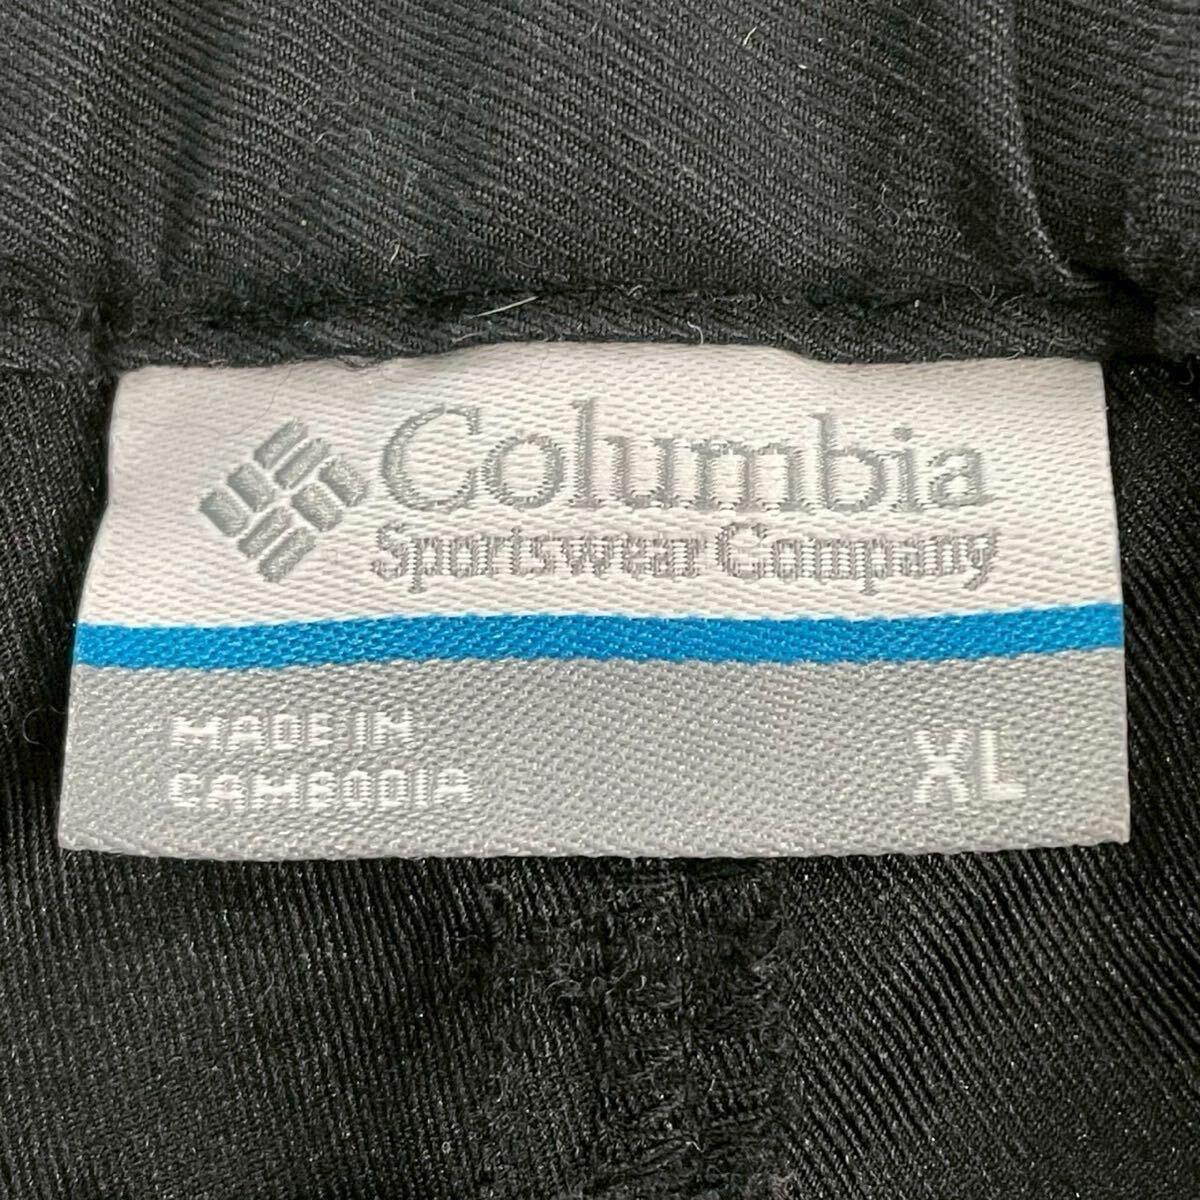 Columbia
Sportswear Company
MADE IN
CAMBODIA
XL